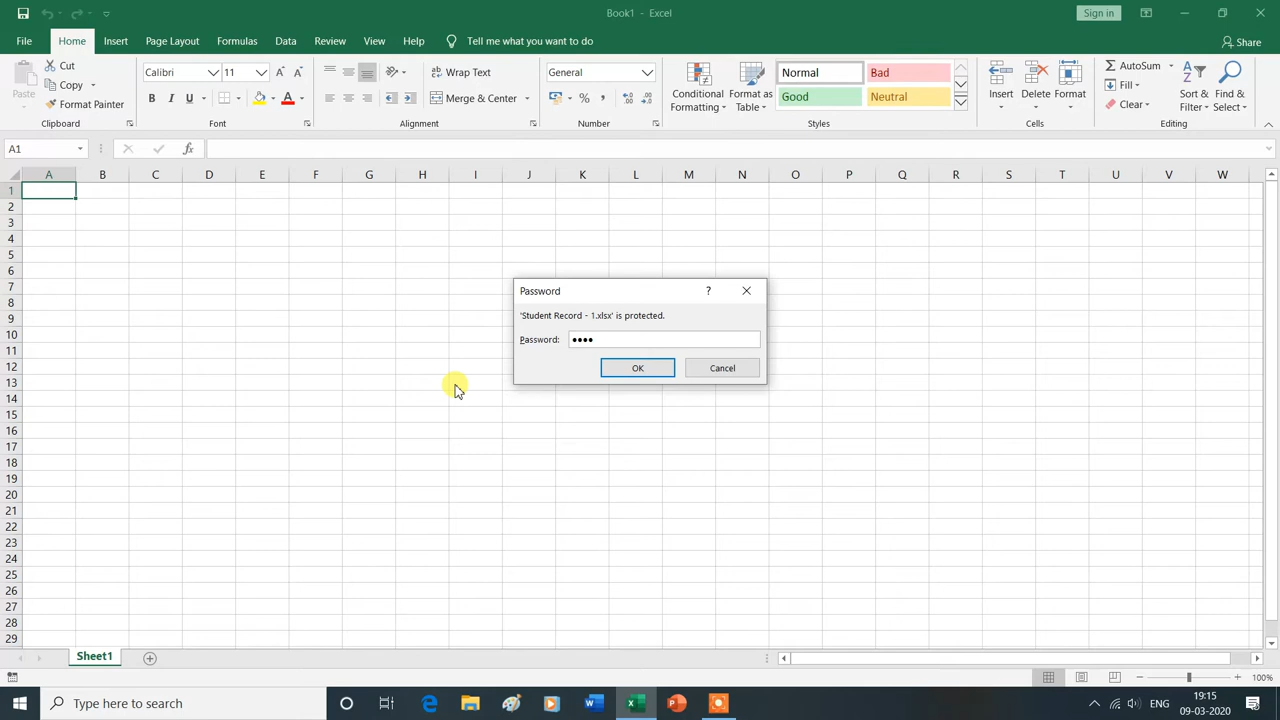 Book1 - Excel
Sign in
File Home Insert Page Layout Formulas Data Review View Help Tell me what you want to do Share
Paste
Cut
Copy
Format Painter
Clipboard
Calibri 11
B I U
Font
Wrap Text
Merge & Center
Alignment
General
%
Number
Conditional
Formatting
Format as
Table
Normal Bad
Good Neutral
Styles
Insert Delete Format
Cells
AutoSum
Fill
Clear
Sort &
Filter
Find &
Select
Editing
A1
fx
A B C D E F G H I J K L M N O P Q R S T U V W
1
2
3
4
5
6
7
8
9
10
11
12
13
14
15
16
17
18
19
20
21
22
23
24
25
26
27
28
29
Password ?
'Student Record - 1.xlsx' is protected.
Password: ••••
OK Cancel
Sheet1
100%
Type here to search
ENG
19:15
09-03-2020